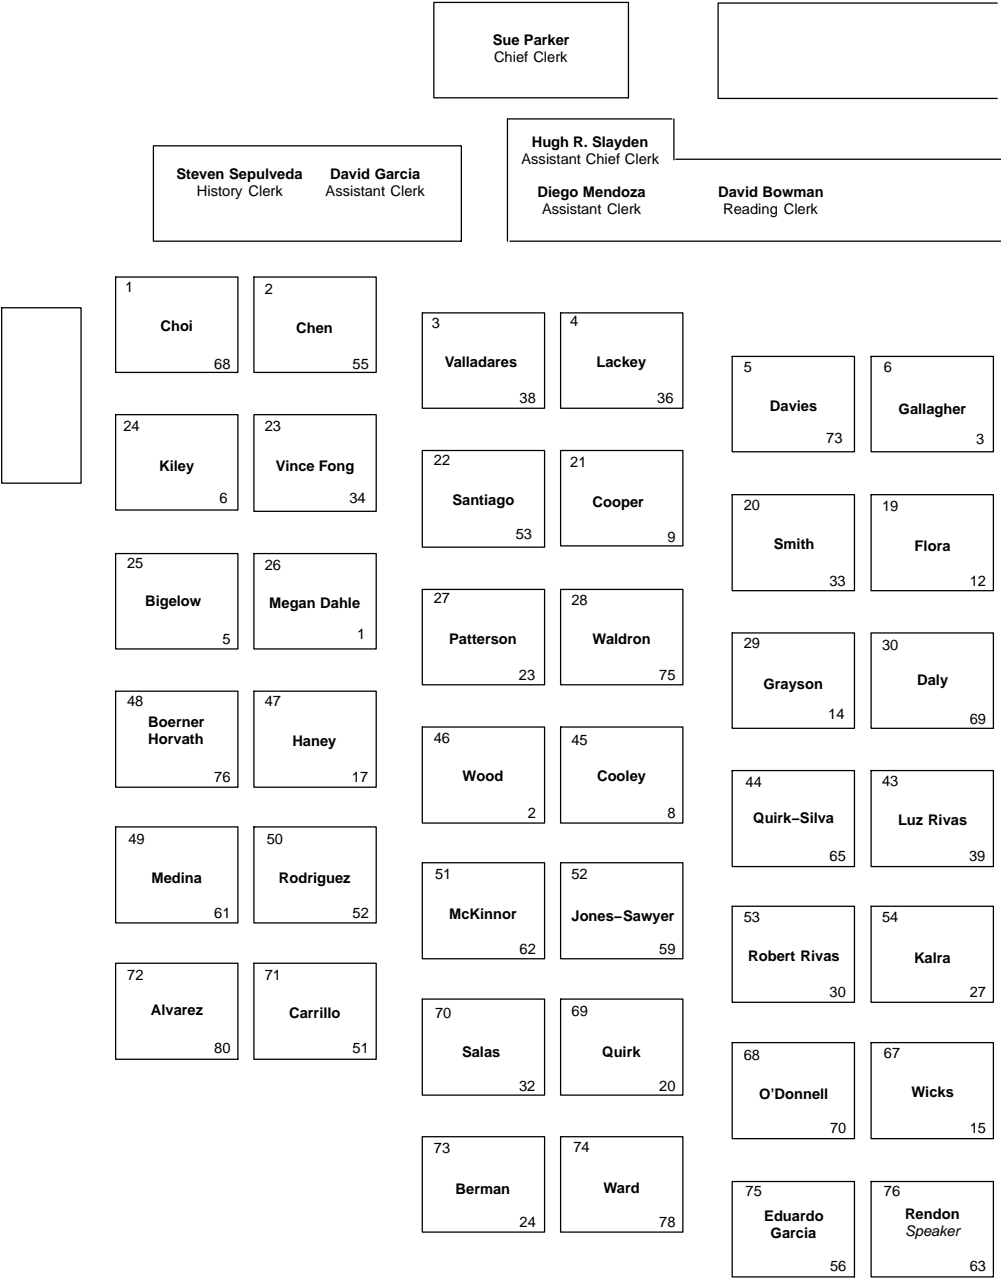 Sue Parker
Chief Clerk
Hugh R. Slayden
Assistant Chief Clerk
Steven Sepulveda
History Clerk
David Garcia
Assistant Clerk
Diego Mendoza
Assistant Clerk
David Bowman
Reading Clerk
1
Choi
68
2
Chen
55
3
Valladares
38
4
Lackey
36
5
Davies
73
6
Gallagher
3
24
Kiley
6
23
Vince Fong
34
22
Santiago
53
21
Cooper
9
20
Smith
33
19
Flora
12
25
Bigelow
5
26
Megan Dahle
1
27
Patterson
23
28
Waldron
75
29
Grayson
14
30
Daly
69
48
Boerner
Horvath
76
47
Haney
17
46
Wood
2
45
Cooley
8
44
Quirk−Silva
65
43
Luz Rivas
39
49
Medina
61
50
Rodriguez
52
51
McKinnor
62
52
Jones−Sawyer
59
53
Robert Rivas
30
54
Kalra
27
72
Alvarez
80
71
Carrillo
51
70
Salas
32
69
Quirk
20
68
O'Donnell
70
67
Wicks
15
73
Berman
24
74
Ward
78
75
Eduardo
Garcia
56
76
Rendon
Speaker
63